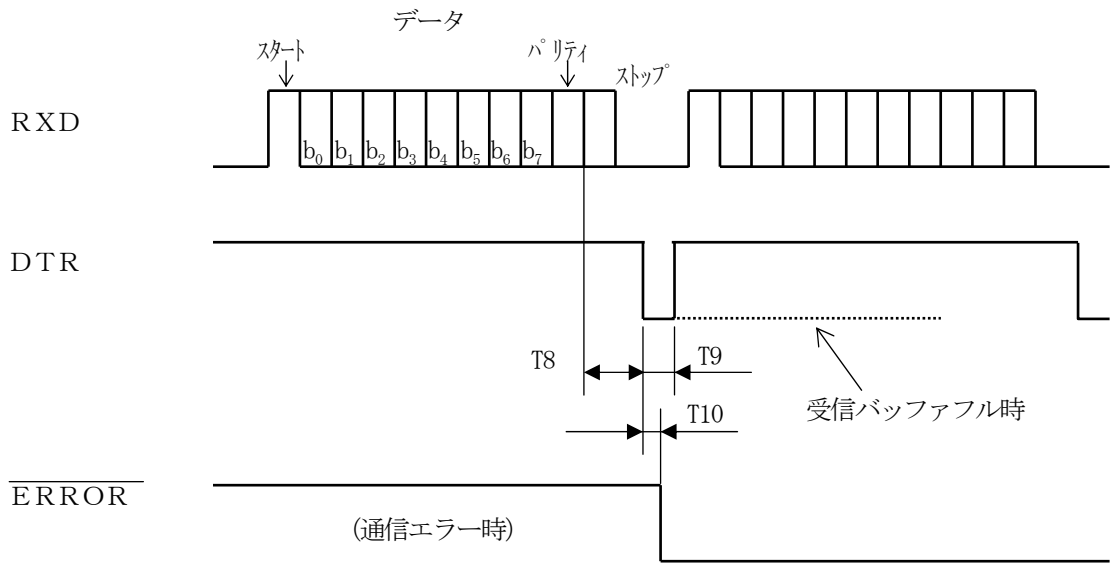 データ
スタート
パリティ
ストップ
RXD
b0 b1 b2 b3 b4 b5 b6 b7
DTR
T8
T9
受信バッファフル時
T10
ERROR
(通信エラー時)